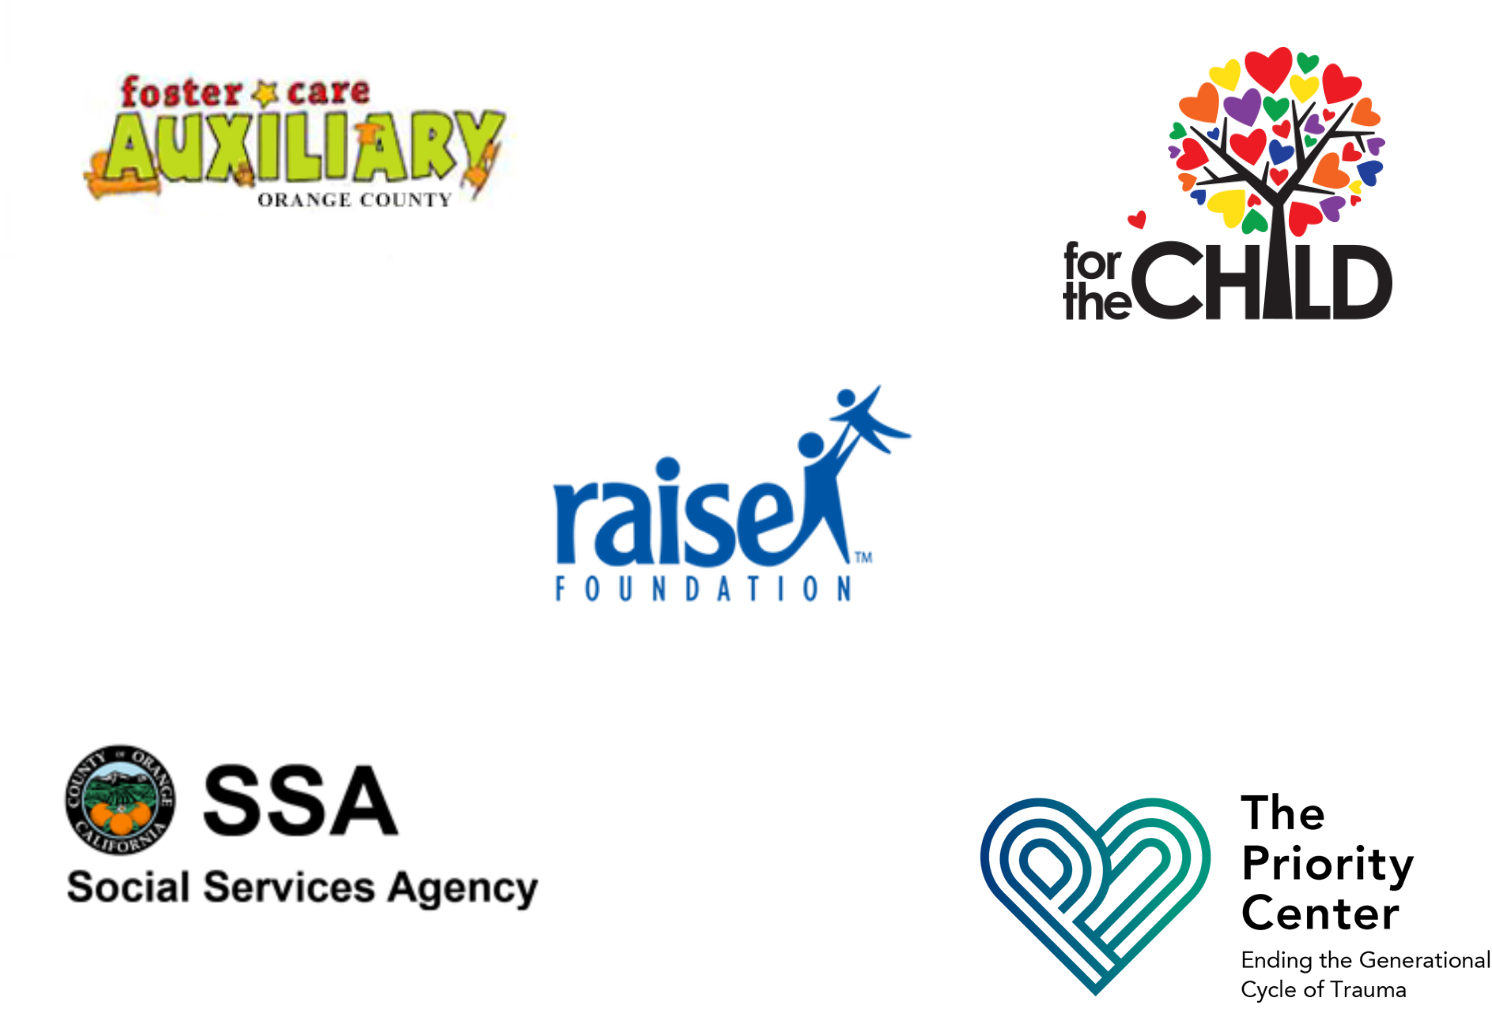 foster care
AUXILIARY
ORANGE COUNTY
for
the CHILD
raise
FOUNDATION
TM
COUNTY OF ORANGE
CALIFORNIA
SSA
Social Services Agency
The
Priority
Center
Ending the Generational
Cycle of Trauma